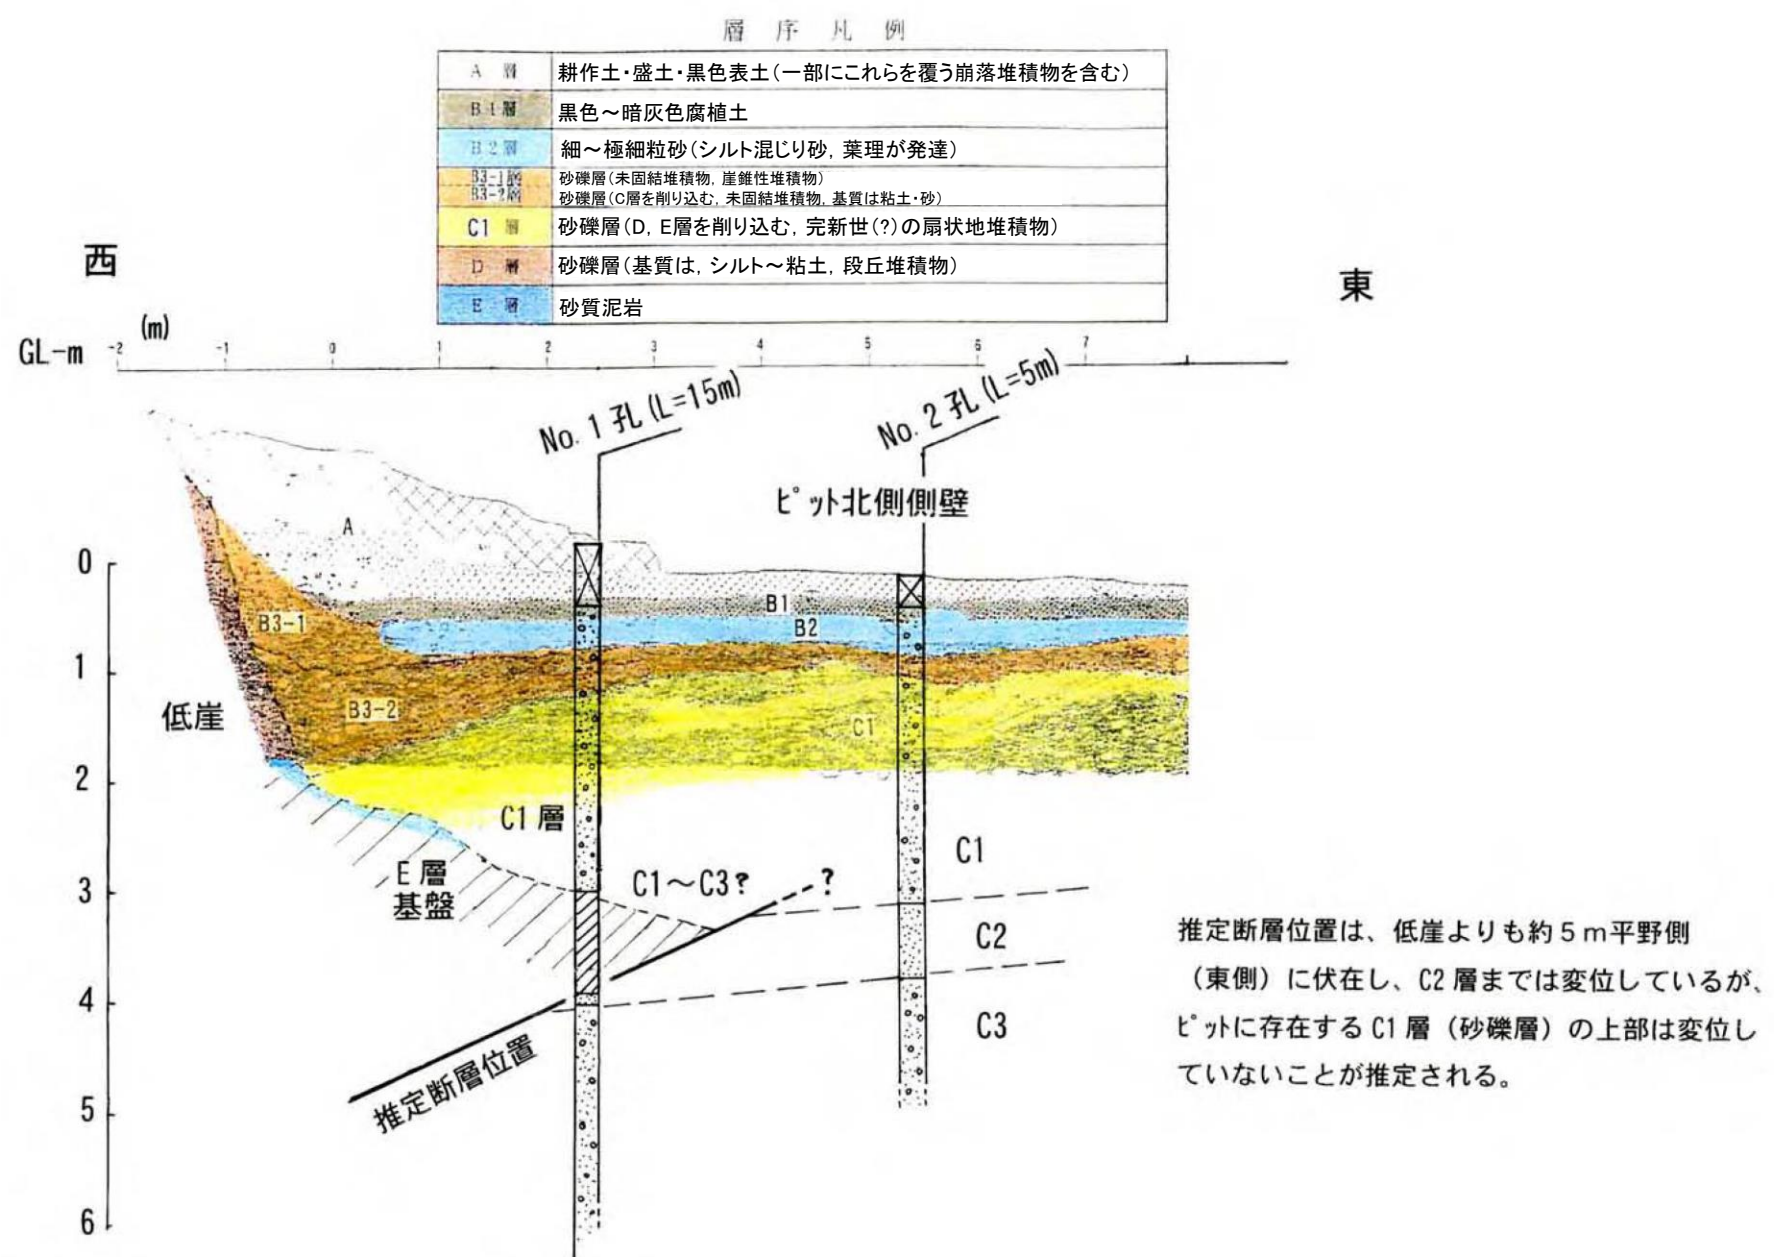 層序凡例
A 層 耕作土・盛土・黒色表土(一部にこれらを覆う崩落堆積物を含む)
B1層 黒色～暗灰色腐植土
B2層 細～極細粒砂(シルト混じり砂, 葉理が発達)
B3-1層 砂礫層(未固結堆積物, 崖錐性堆積物)
B3-2層 砂礫層(C層を削り込む, 未固結堆積物, 基質は粘土・砂)
C1 層 砂礫層(D, E層を削り込む, 完新世(?)の扇状地堆積物)
D 層 砂礫層(基質は, シルト～粘土, 段丘堆積物)
E 層 砂質泥岩
西
東
(m)
GL-m
-2 -1 0 1 2 3 4 5 6 7
No. 1 孔 (L=15m)
No. 2 孔 (L=5m)
ピット北側側壁
A
0
B1
B3-1
B2
1
低崖
B3-2
C1
2
C1 層
C1
E 層
基盤
3
C1～C3?
?
C2
4
C3
推定断層位置
5
6
推定断層位置は、低崖よりも約５ｍ平野側
（東側）に伏在し、C2 層までは変位しているが、
ピットに存在する C1 層（砂礫層）の上部は変位し
ていないことが推定される。